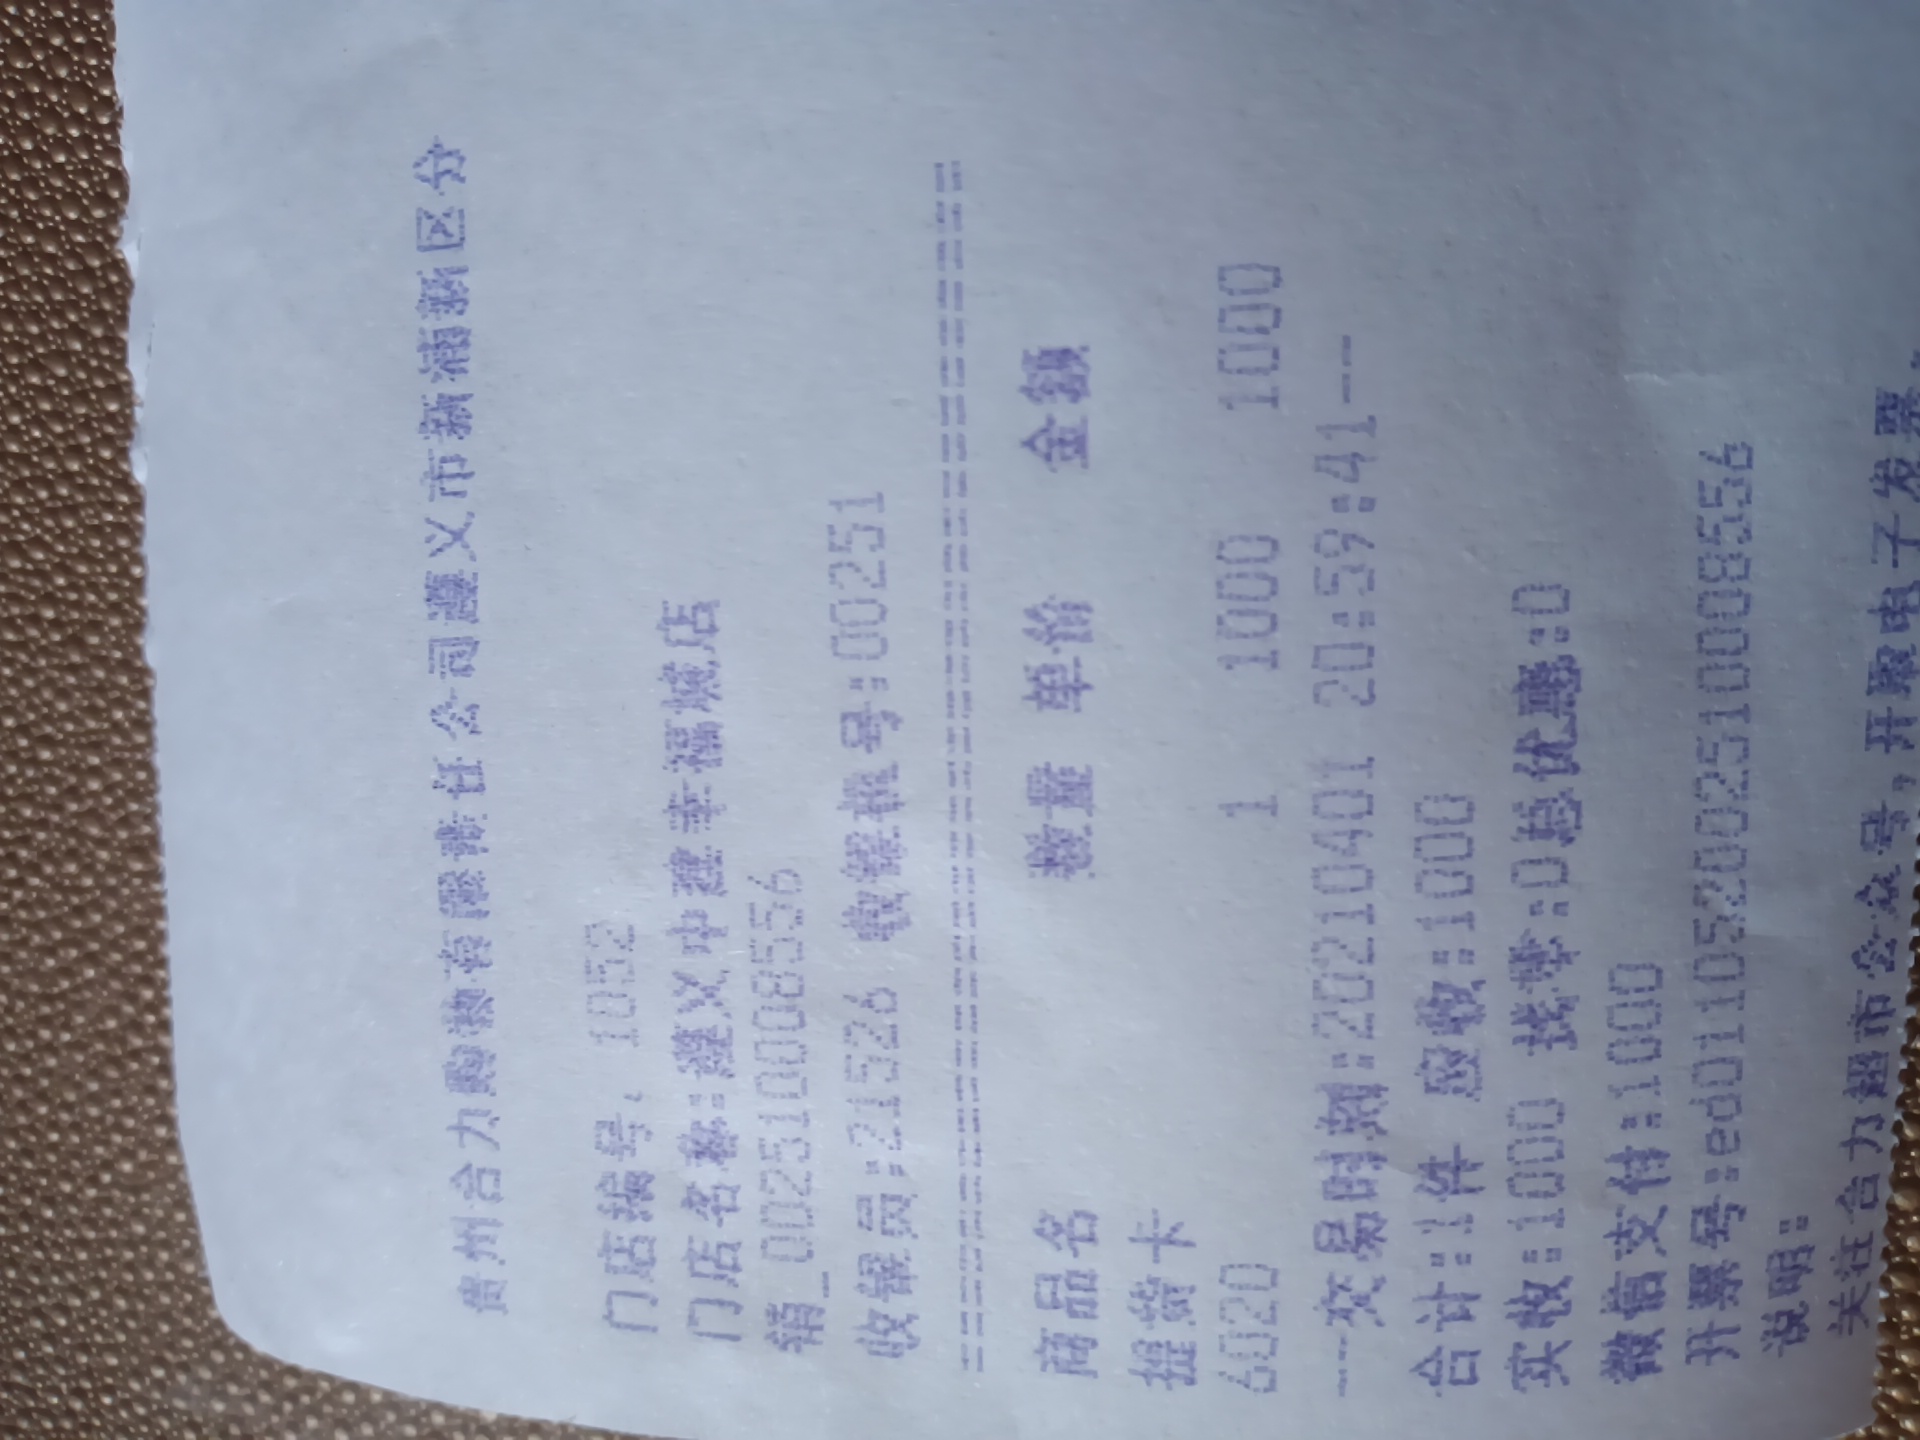 贵州合力购物有限责任公司遵义市新浦新区分
门店编号: 1052
门店名称:遵义中建幸福城店
销_00251008556
收银员:21526 收银机号:00251
================================
商品名 数量 单价 金额
提货卡
6020 1 1000 1000
---交易时刻:20210401 20:59:41--
合计:1件 应收:1000
实收:1000 找零:0总优惠:0
微信支付:1000
开票号:ed01105200251008556
说明:
关注合力超市公众号,开取电子发票,